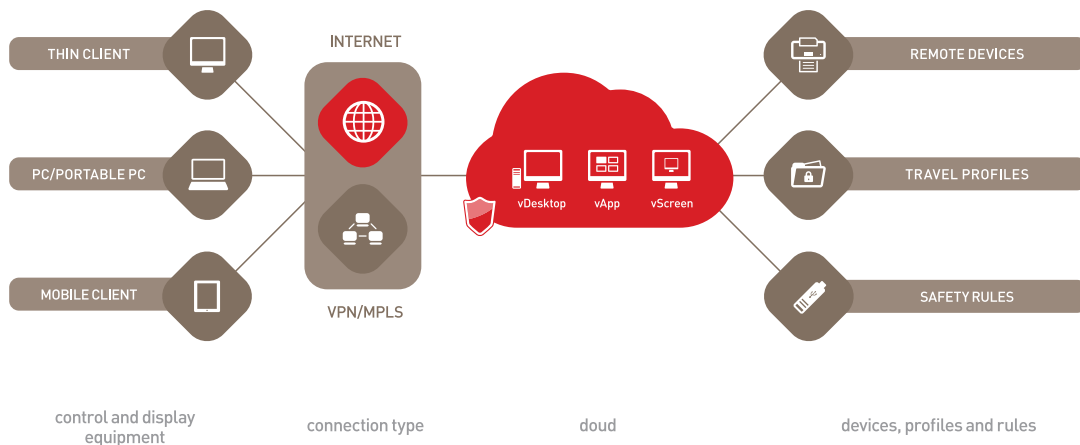 THIN CLIENT
PC/PORTABLE PC
MOBILE CLIENT
INTERNET
VPN/MPLS
vDesktop vApp vScreen
REMOTE DEVICES
TRAVEL PROFILES
SAFETY RULES
control and display
equipment
connection type
doud
devices, profiles and rules